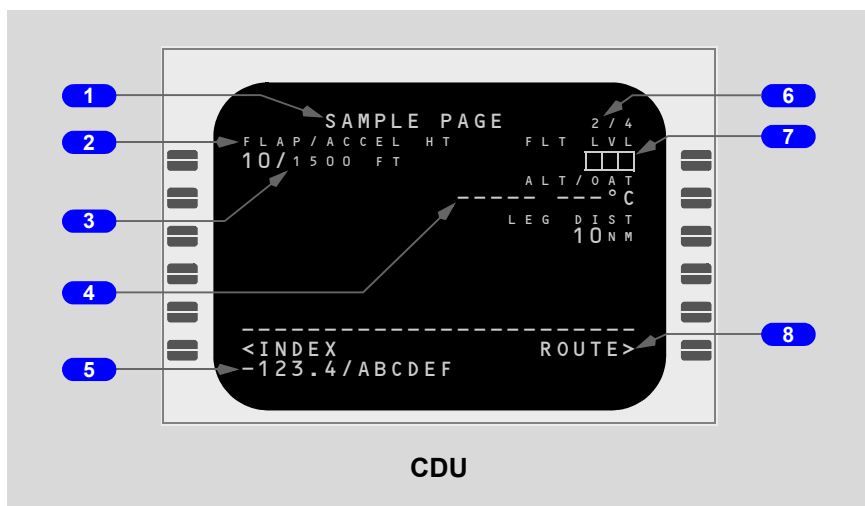 1
6
SAMPLE PAGE 2/4
2
7
FLAP/ACCEL HT FLT LVL
10/1500 FT
ALT/OAT
----- ---°C
3
LEG DIST
10NM
4
------------------------
8
<INDEX ROUTE>
5
-123.4/ABCDEF
CDU